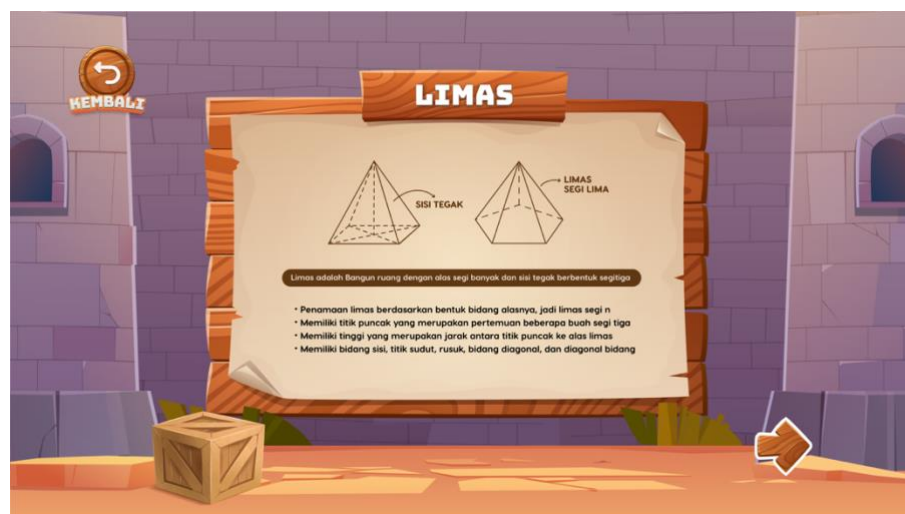 KEMBALI
LIMAS
SISI TEGAK
LIMAS
SEGI LIMA
Limas adalah Bangun ruang dengan alas segi banyak dan sisi tegak berbentuk segitiga
• Penamaan limas berdasarkan bentuk bidang alasnya, jadi limas segi n
• Memiliki titik puncak yang merupakan pertemuan beberapa buah segi tiga
• Memiliki tinggi yang merupakan jarak antara titik puncak ke alas limas
• Memiliki bidang sisi, titik sudut, rusuk, bidang diagonal, dan diagonal bidang